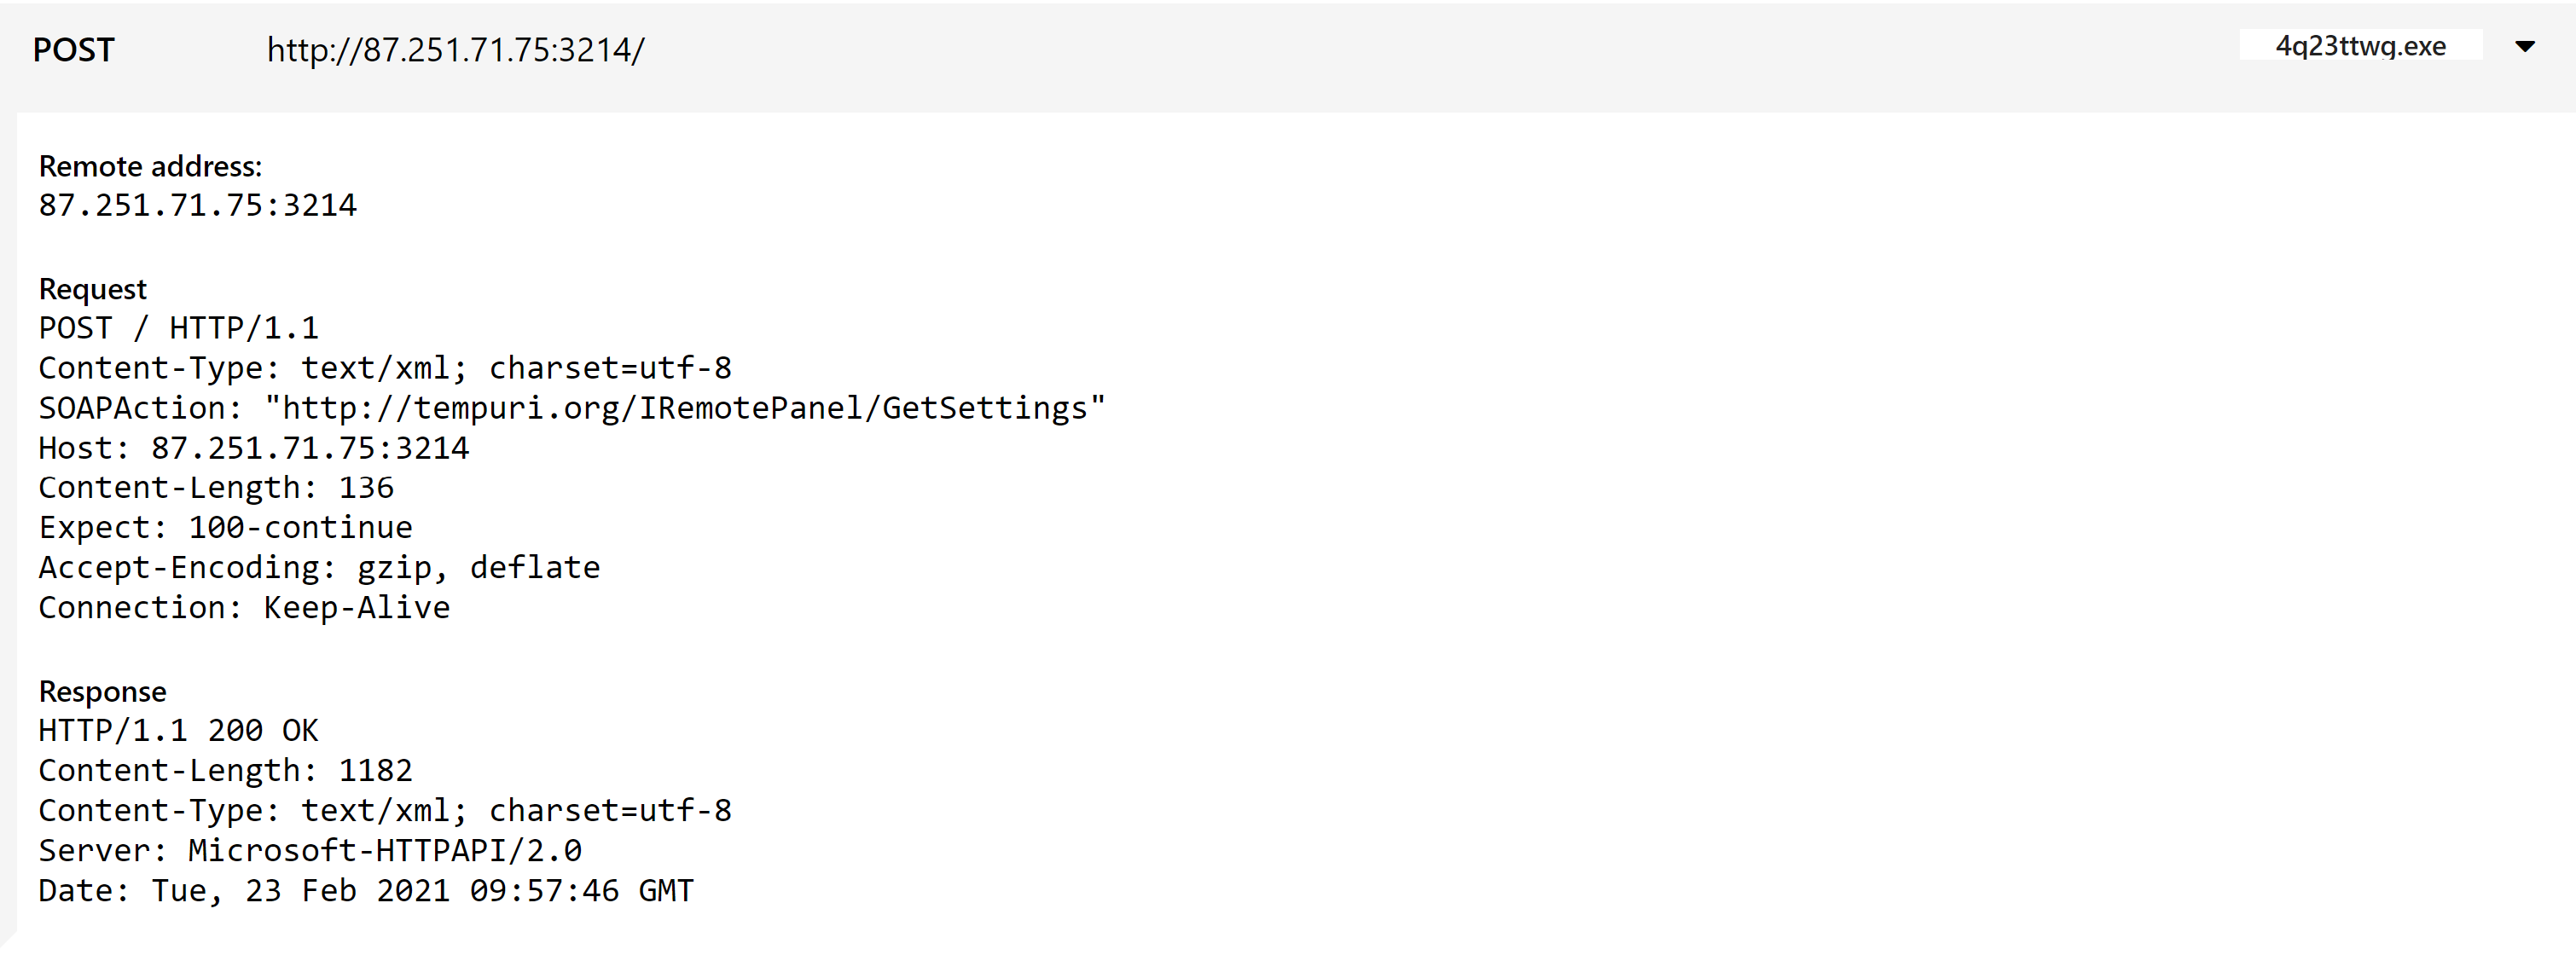 POST http://87.251.71.75:3214/ 4q23ttwg.exe
Remote address:
87.251.71.75:3214
Request
POST / HTTP/1.1
Content-Type: text/xml; charset=utf-8
SOAPAction: "http://tempuri.org/IRemotePanel/GetSettings"
Host: 87.251.71.75:3214
Content-Length: 136
Expect: 100-continue
Accept-Encoding: gzip, deflate
Connection: Keep-Alive
Response
HTTP/1.1 200 OK
Content-Length: 1182
Content-Type: text/xml; charset=utf-8
Server: Microsoft-HTTPAPI/2.0
Date: Tue, 23 Feb 2021 09:57:46 GMT